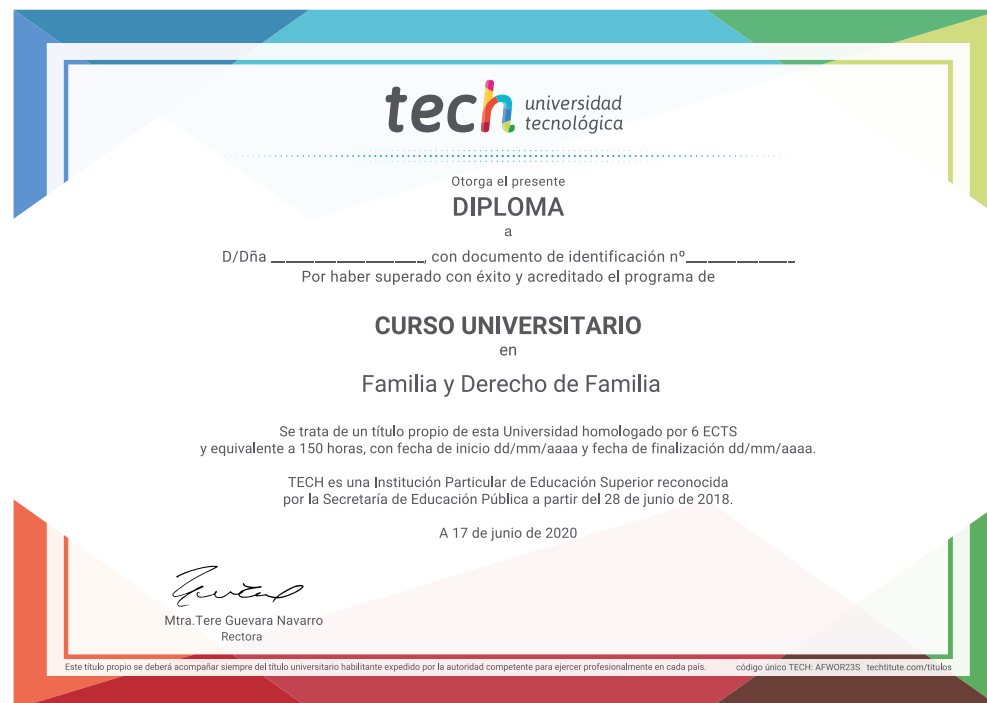 tech universidad
tecnológica
Otorga el presente
DIPLOMA
a
D/Dña ____________________, con documento de identificación nº______________
Por haber superado con éxito y acreditado el programa de
CURSO UNIVERSITARIO
en
Familia y Derecho de Familia
Se trata de un título propio de esta Universidad homologado por 6 ECTS
y equivalente a 150 horas, con fecha de inicio dd/mm/aaaa y fecha de finalización dd/mm/aaaa.
TECH es una Institución Particular de Educación Superior reconocida
por la Secretaría de Educación Pública a partir del 28 de junio de 2018.
A 17 de junio de 2020
Mtra.Tere Guevara Navarro
Rectora
Este título propio se deberá acompañar siempre del título universitario habilitante expedido por la autoridad competente para ejercer profesionalmente en cada país. código único TECH: AFWOR23S techtitute.com/titulos